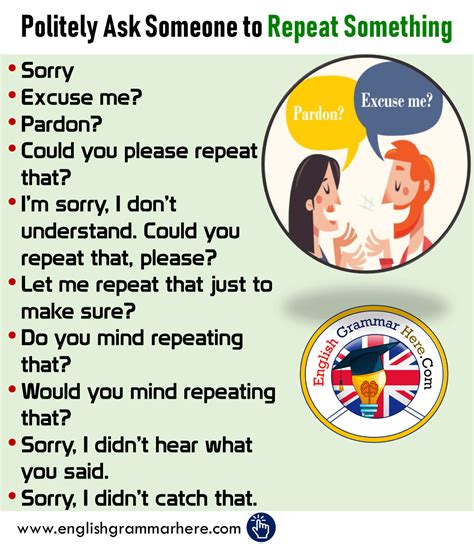 Politely Ask Someone to Repeat Something
• Sorry
• Excuse me?
• Pardon?
• Could you please repeat
that?
• I'm sorry, I don't
understand. Could you
repeat that, please?
• Let me repeat that just to
make sure?
• Do you mind repeating
that?
• Would you mind repeating
that?
• Sorry, I didn't hear what
you said.
• Sorry, I didn't catch that.
Pardon?
Excuse me?
English Grammar Here.Com
www.englishgrammarhere.com